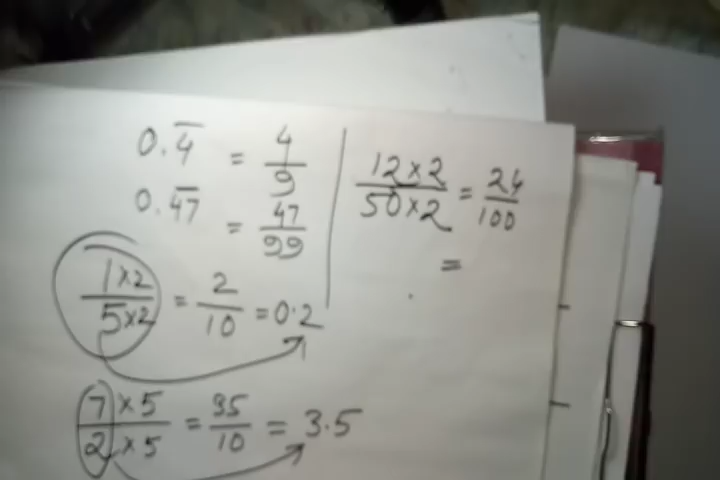 0.4̅ = 4/9
0.4̅7̅ = 47/99
1×2/5×2 = 2/10 = 0.2
7×5/2×5 = 35/10 = 3.5
12×2/50×2 = 24/100
=